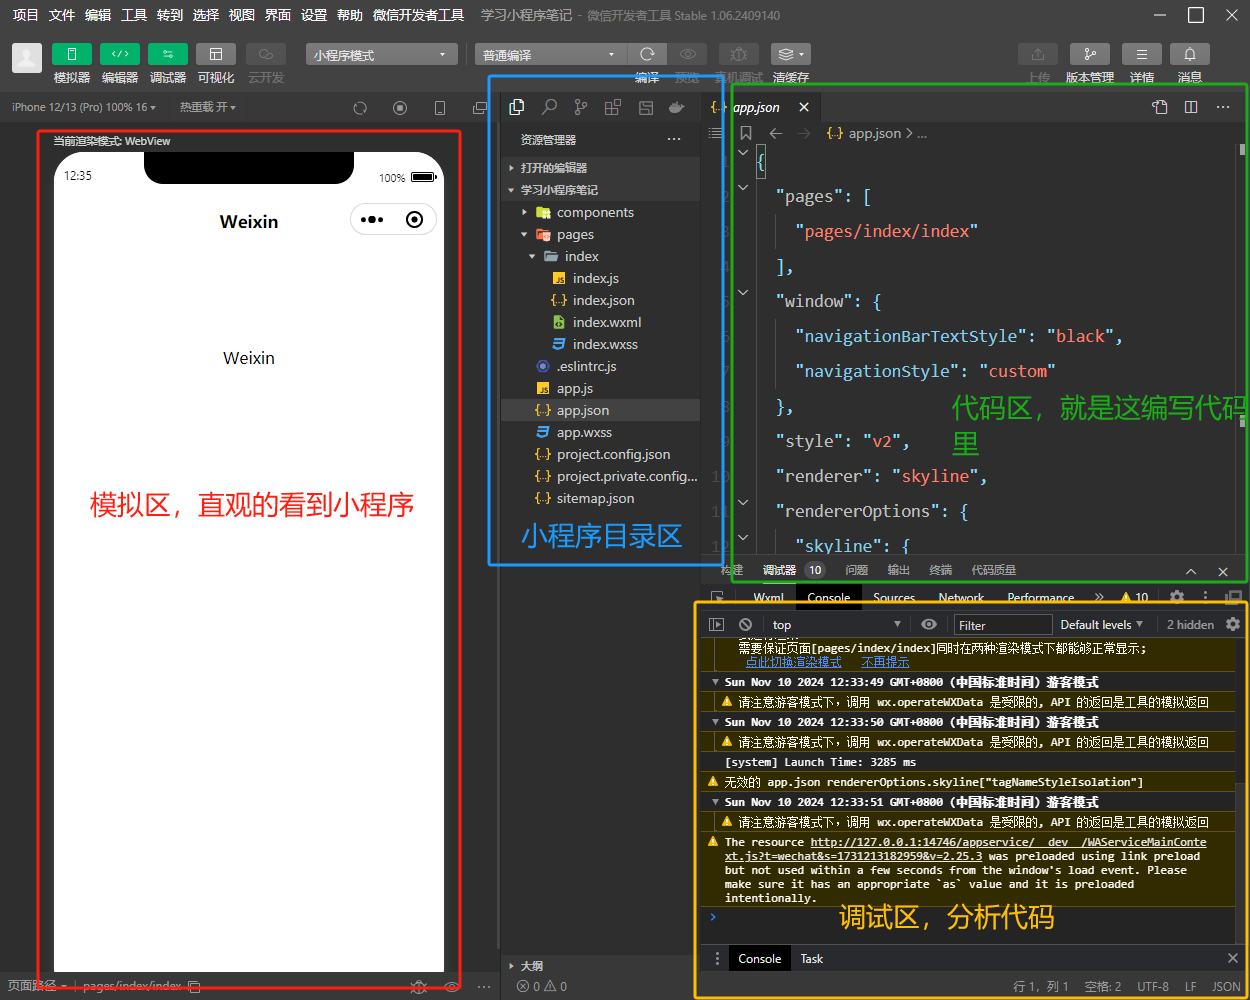 项目 文件 编辑 工具 转到 选择 视图 界面 设置 帮助 微信开发者工具 学习小程序笔记 - 微信开发者工具 Stable 1.06.2409140
小程序模式 普通编译
模拟器 编辑器 调试器 可视化 云开发 编译 预览 真机调试 清缓存 上传 版本管理 详情 消息
iPhone 12/13 (Pro) 100% 16 热重载 开
当前渲染模式: WebView
12:35 100%
Weixin
Weixin
模拟区，直观的看到小程序
页面路径 pages/index/index
资源管理器 ...
打开的编辑器
学习小程序笔记
components
pages
index
index.js
index.json
index.wxml
index.wxss
.eslintrc.js
app.js
app.json
app.wxss
project.config.json
project.private.config...
sitemap.json
小程序目录区
大纲
0 0
app.json
{..} app.json > ...
{
"pages": [
"pages/index/index"
],
"window": {
"navigationBarTextStyle": "black",
"navigationStyle": "custom"
},
"style": "v2",
"renderer": "skyline",
"rendererOptions": {
"skyline": {
代码区，就是这编写代码
里
构建 调试器 10 问题 输出 终端 代码质量
Wxml Console Sources Network Performance » 10
top Filter Default levels 2 hidden
需要保证页面[pages/index/index]同时在两种渲染模式下都能够正常显示;
点此切换渲染模式 不再提示
Sun Nov 10 2024 12:33:49 GMT+0800 (中国标准时间) 游客模式
请注意游客模式下，调用 wx.operateWXData 是受限的, API 的返回是工具的模拟返回
Sun Nov 10 2024 12:33:50 GMT+0800 (中国标准时间) 游客模式
请注意游客模式下，调用 wx.operateWXData 是受限的, API 的返回是工具的模拟返回
[system] Launch Time: 3285 ms
无效的 app.json rendererOptions.skyline["tagNameStyleIsolation"]
Sun Nov 10 2024 12:33:51 GMT+0800 (中国标准时间) 游客模式
请注意游客模式下，调用 wx.operateWXData 是受限的, API 的返回是工具的模拟返回
The resource http://127.0.0.1:14746/appservice/__dev__/WAServiceMainConte
xt.js?t=wechat&s=1731213182959&v=2.25.3 was preloaded using link preload
but not used within a few seconds from the window's load event. Please
make sure it has an appropriate `as` value and it is preloaded
intentionally.
调试区，分析代码
Console Task
行 1，列 1 空格: 2 UTF-8 LF JSON